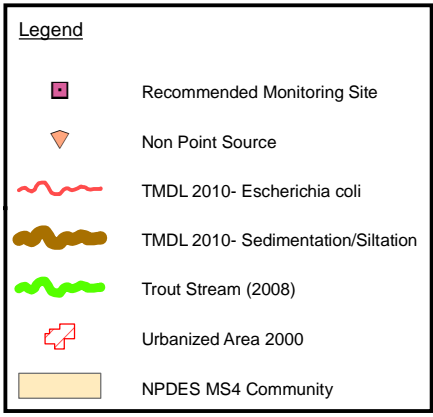 Legend
Recommended Monitoring Site
Non Point Source
TMDL 2010- Escherichia coli
TMDL 2010- Sedimentation/Siltation
Trout Stream (2008)
Urbanized Area 2000
NPDES MS4 Community